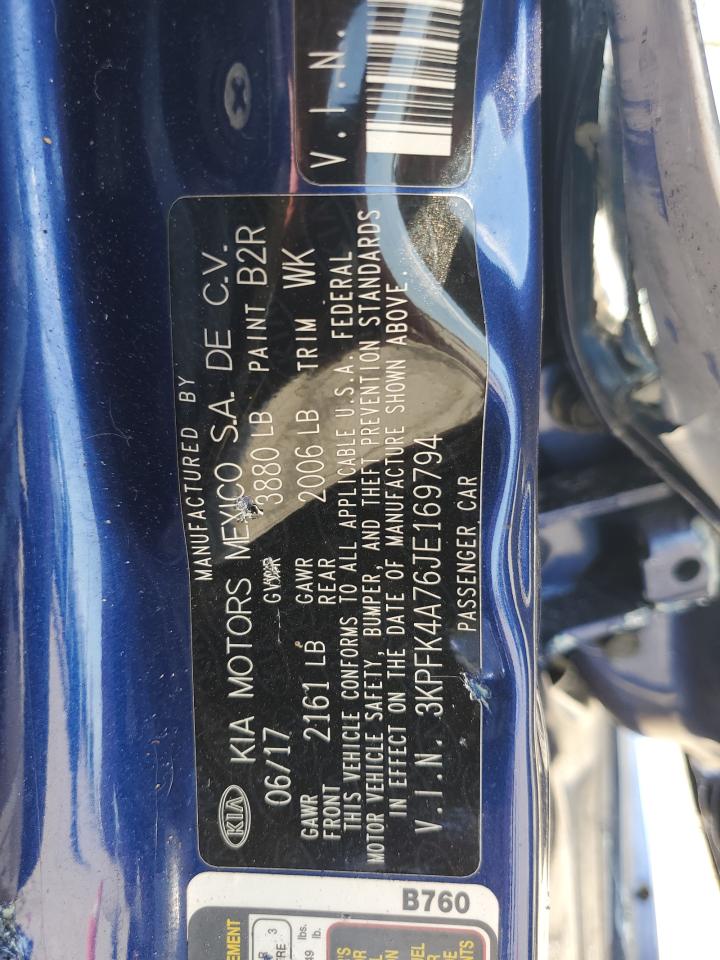 V.I.N.
MANUFACTURED BY
KIA KIA MOTORS MEXICO S.A. DE C.V.
06/17 3880 LB PAINT B2R
GAWR FRONT 2161 LB GAWR REAR 2006 LB TRIM WK
THIS VEHICLE CONFORMS TO ALL APPLICABLE U.S.A. FEDERAL
MOTOR VEHICLE SAFETY, BUMPER, AND THEFT PREVENTION STANDARDS
IN EFFECT ON THE DATE OF MANUFACTURE SHOWN ABOVE.
V.I.N. 3KPFK4A76JE169794
PASSENGER CAR
B760